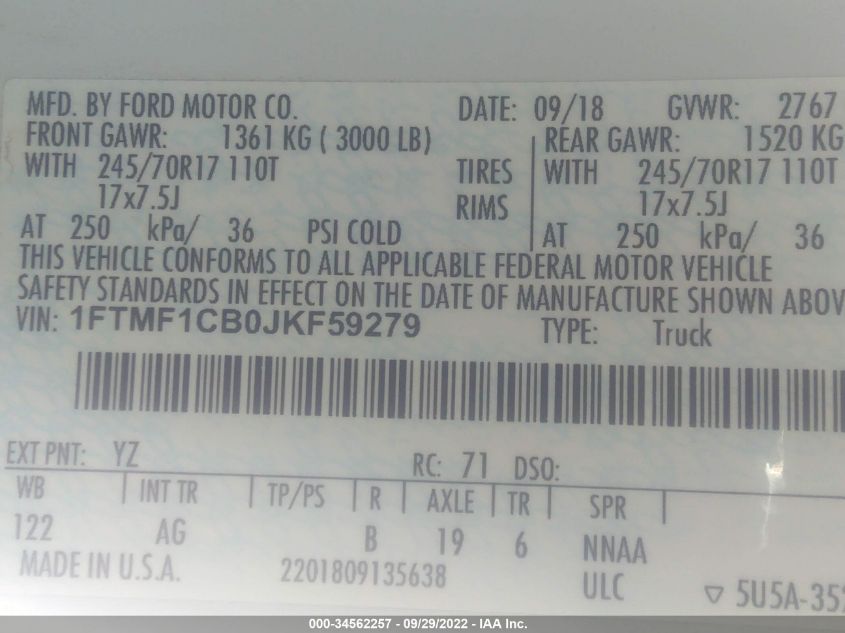 MFD. BY FORD MOTOR CO. DATE: 09/18 GVWR: 2767
FRONT GAWR: 1361 KG ( 3000 LB) REAR GAWR: 1520 KG
WITH 245/70R17 110T TIRES WITH 245/70R17 110T
17x7.5J RIMS 17x7.5J
AT 250 kPa/ 36 PSI COLD AT 250 kPa/ 36
THIS VEHICLE CONFORMS TO ALL APPLICABLE FEDERAL MOTOR VEHICLE
SAFETY STANDARDS IN EFFECT ON THE DATE OF MANUFACTURE SHOWN ABOV
VIN: 1FTMF1CB0JKF59279 TYPE: Truck
EXT PNT: YZ RC: 71 DSO:
WB INT TR TP/PS R AXLE TR SPR
122 AG B 19 6 NNAA
MADE IN U.S.A. 2201809135638 ULC ▽ 5U5A-35
000-34562257 - 09/29/2022 - IAA Inc.